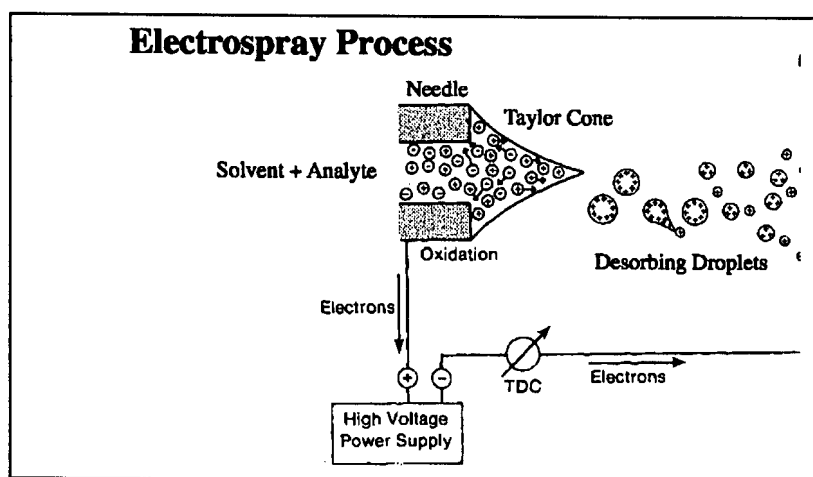 Electrospray Process
Needle
Taylor Cone
Solvent + Analyte
Oxidation
Desorbing Droplets
Electrons
+
−
TDC
Electrons
High Voltage
Power Supply